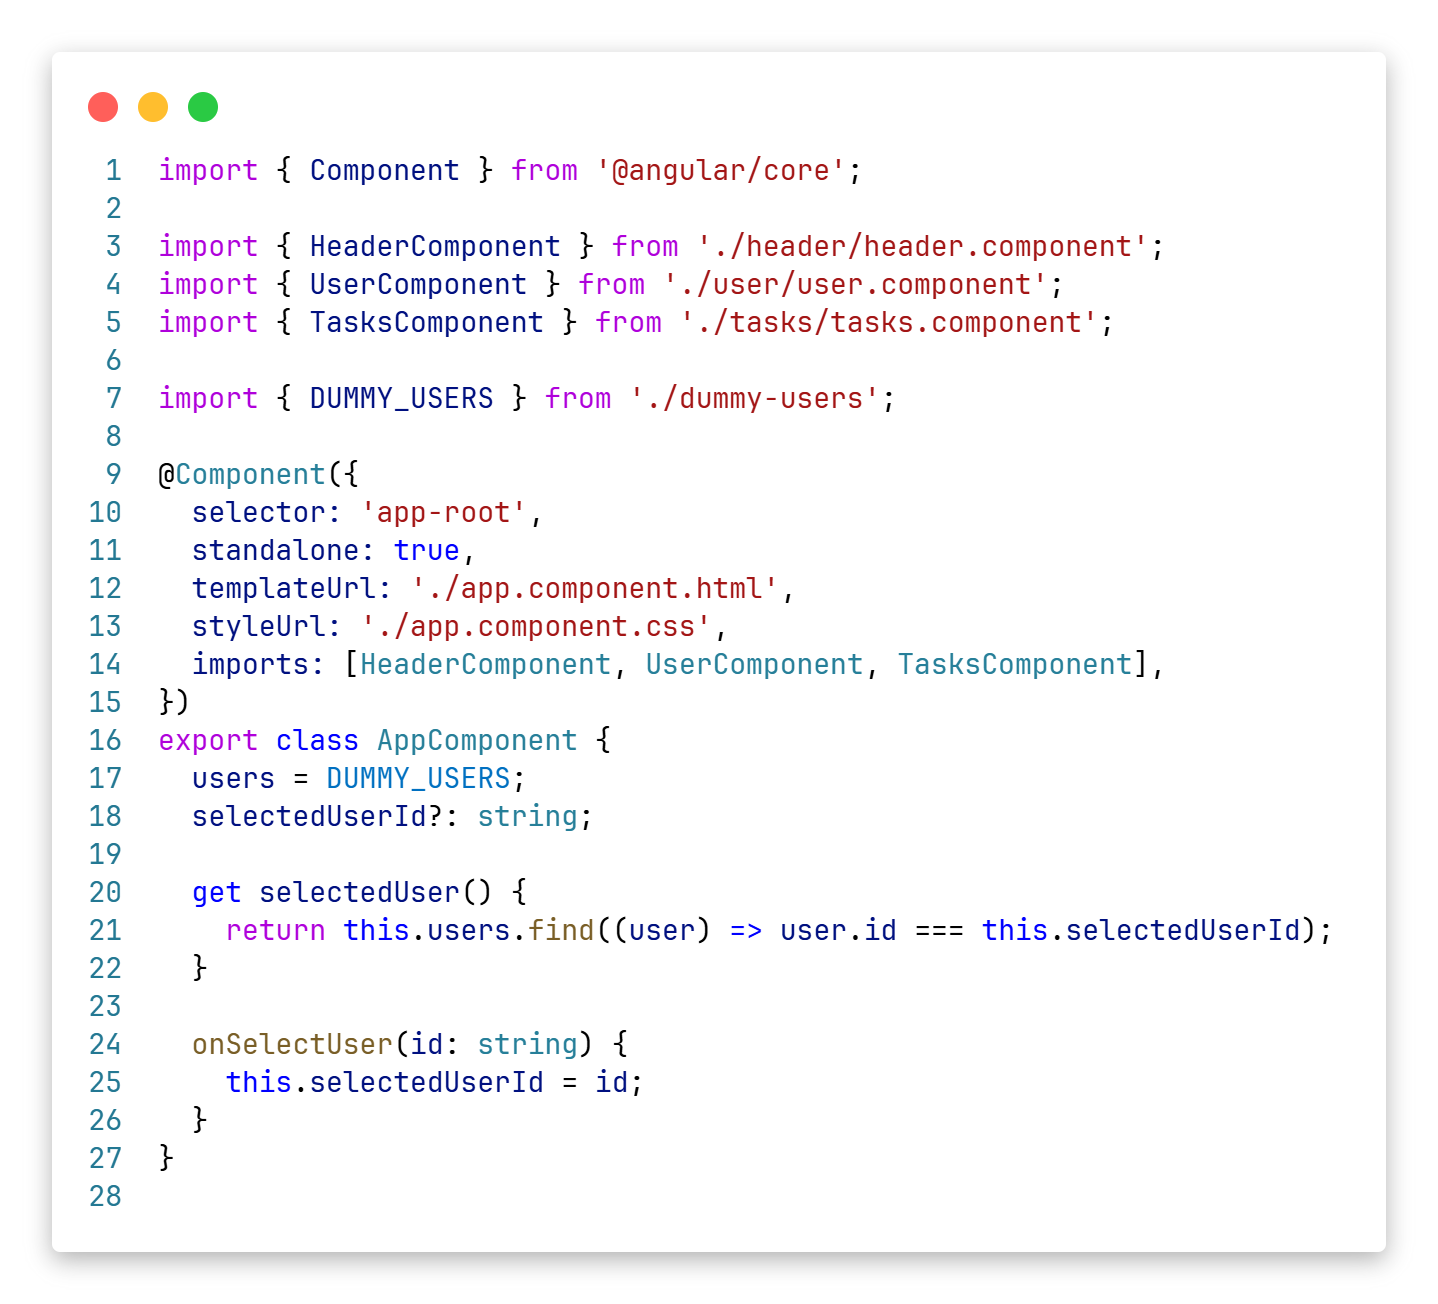 1 import { Component } from '@angular/core';
2
3 import { HeaderComponent } from './header/header.component';
4 import { UserComponent } from './user/user.component';
5 import { TasksComponent } from './tasks/tasks.component';
6
7 import { DUMMY_USERS } from './dummy-users';
8
9 @Component({
10   selector: 'app-root',
11   standalone: true,
12   templateUrl: './app.component.html',
13   styleUrl: './app.component.css',
14   imports: [HeaderComponent, UserComponent, TasksComponent],
15 })
16 export class AppComponent {
17   users = DUMMY_USERS;
18   selectedUserId?: string;
19
20   get selectedUser() {
21     return this.users.find((user) => user.id === this.selectedUserId);
22   }
23
24   onSelectUser(id: string) {
25     this.selectedUserId = id;
26   }
27 }
28